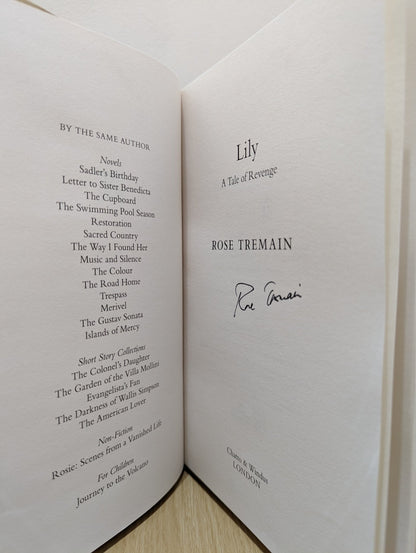 BY THE SAME AUTHOR
Novels
Sadler's Birthday
Letter to Sister Benedicta
The Cupboard
The Swimming Pool Season
Restoration
Sacred Country
The Way I Found Her
Music and Silence
The Colour
The Road Home
Trespass
Merivel
The Gustav Sonata
Islands of Mercy
Short Story Collections
The Colonel's Daughter
The Garden of the Villa Mollini
Evangelista's Fan
The Darkness of Wallis Simpson
The American Lover
Non-Fiction
Rosie: Scenes from a Vanished Life
For Children
Journey to the Volcano
Lily
A Tale of Revenge
ROSE TREMAIN
Rose Tremain
Chatto & Windus
LONDON